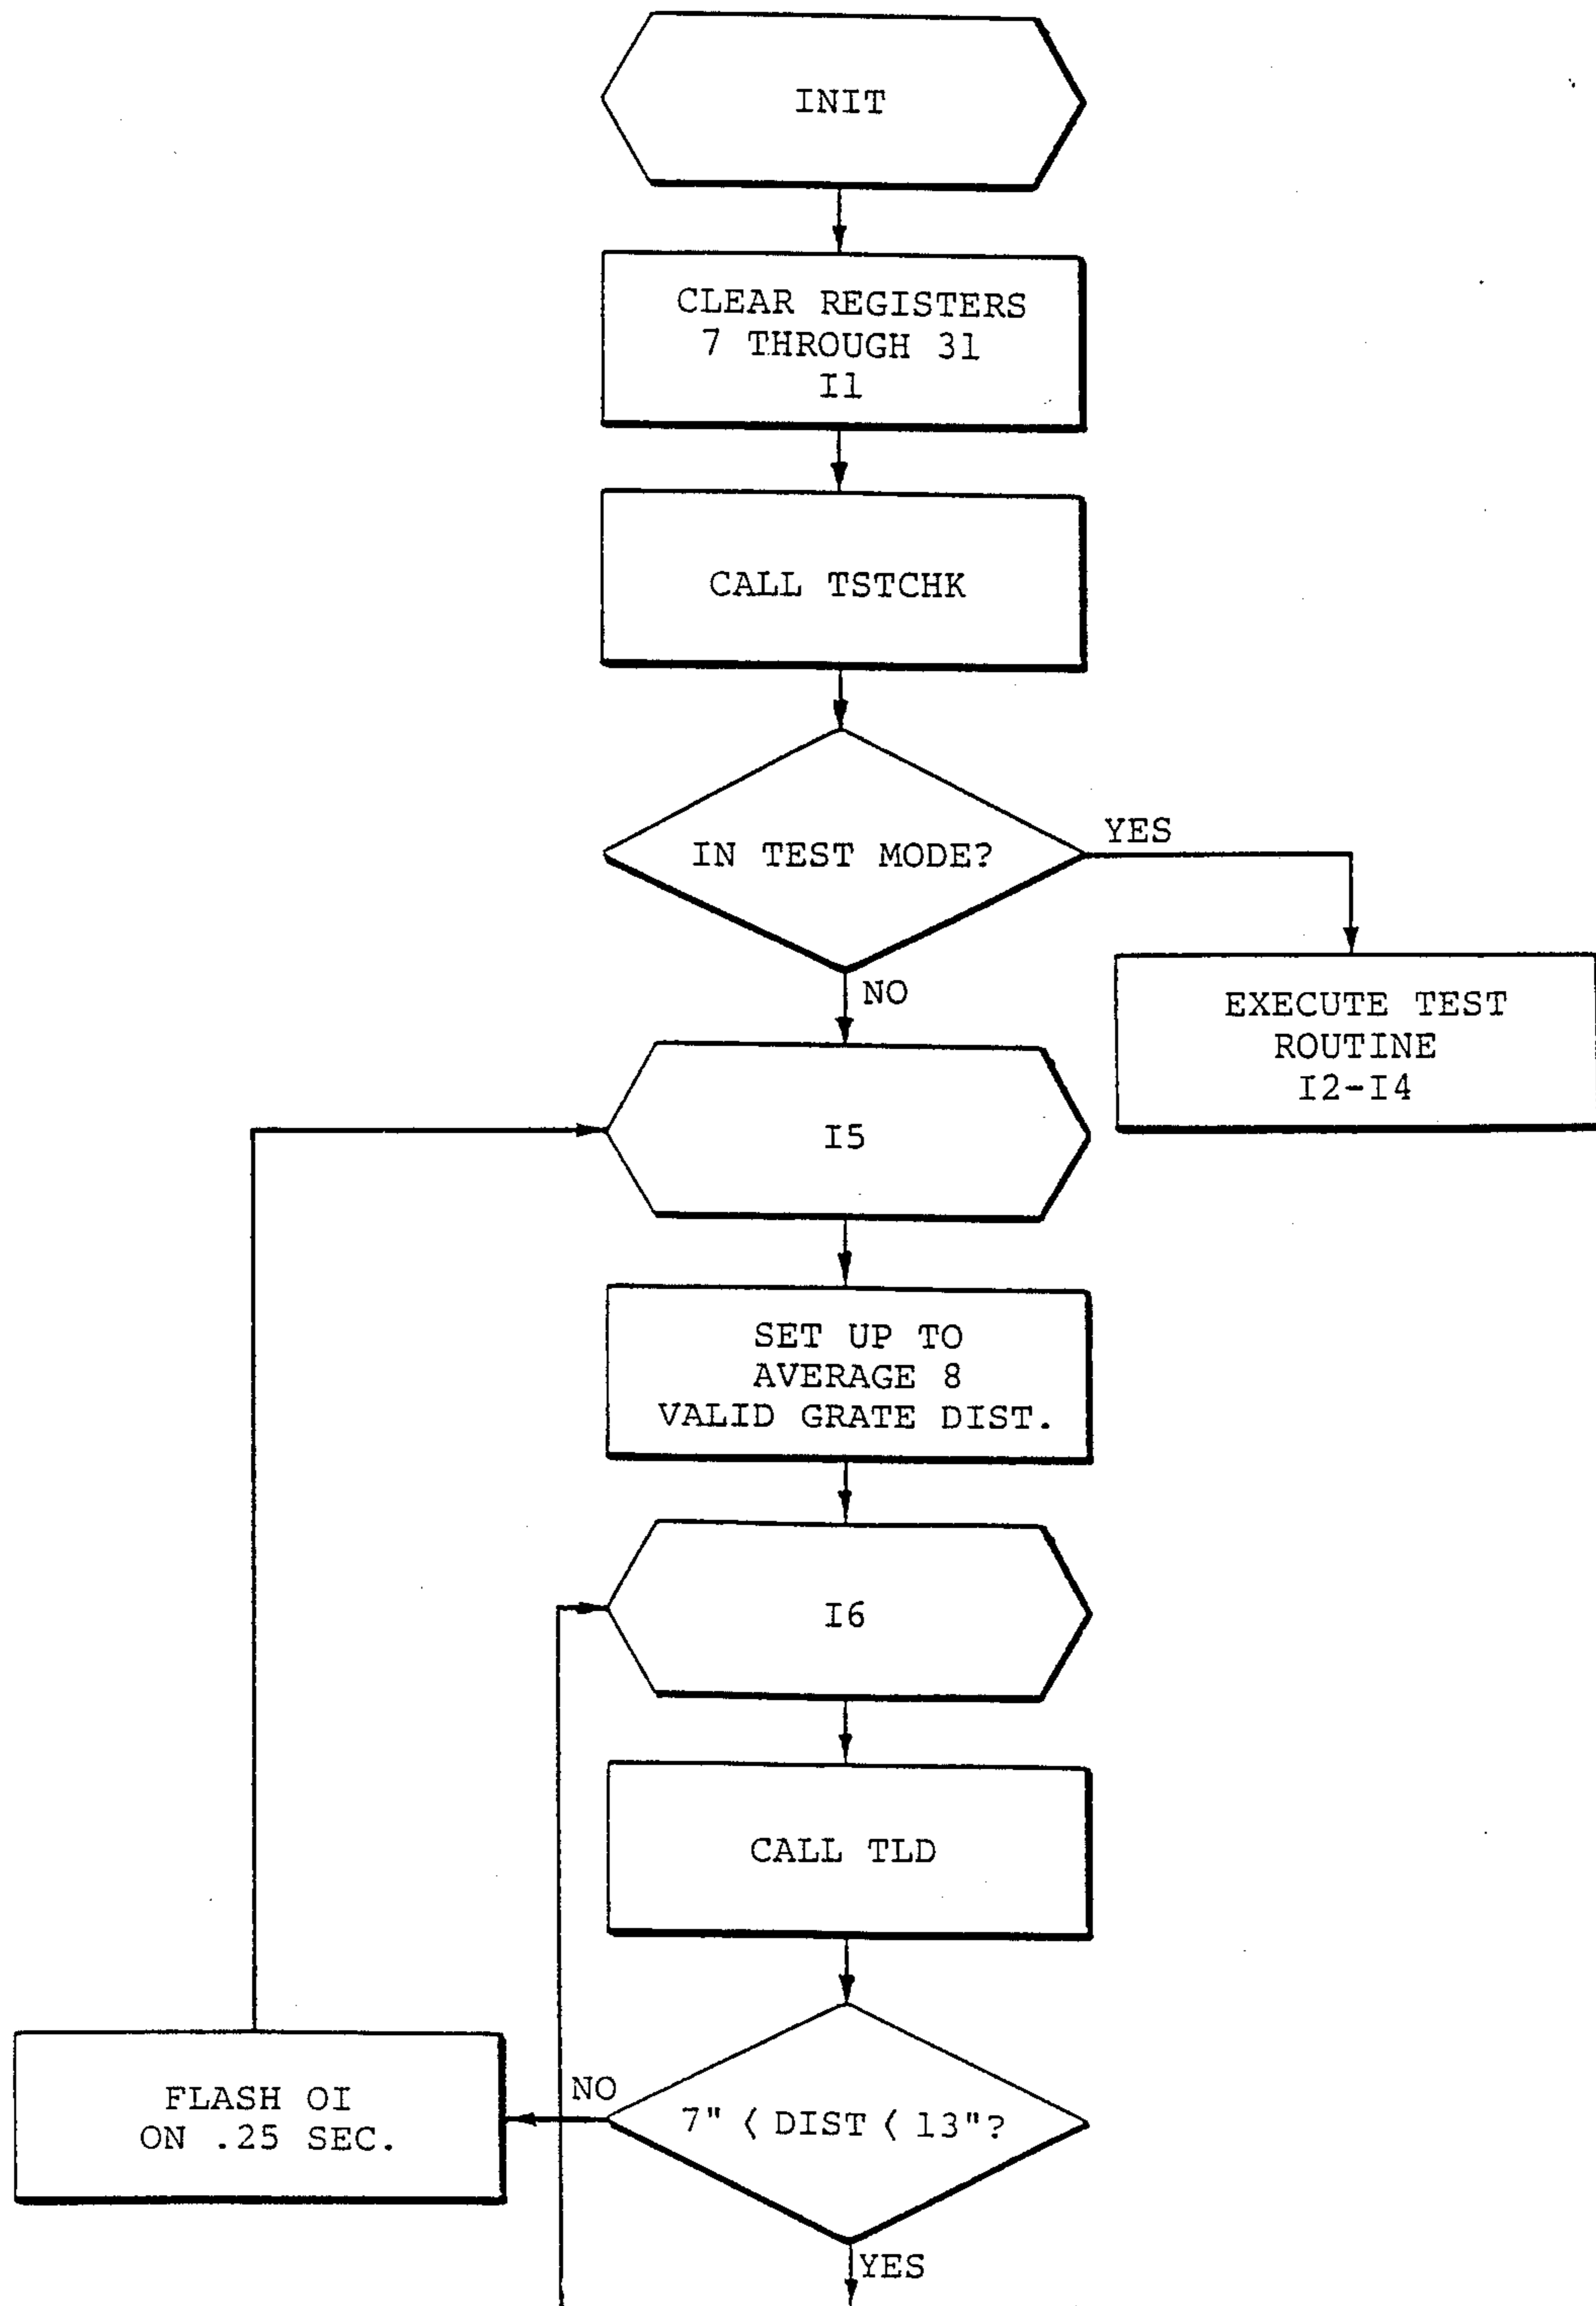 INIT
CLEAR REGISTERS
7 THROUGH 31
I1
CALL TSTCHK
IN TEST MODE?
YES
NO
EXECUTE TEST
ROUTINE
I2-I4
I5
SET UP TO
AVERAGE 8
VALID GRATE DIST.
I6
CALL TLD
7" < DIST < 13"?
NO
FLASH OI
ON .25 SEC.
YES